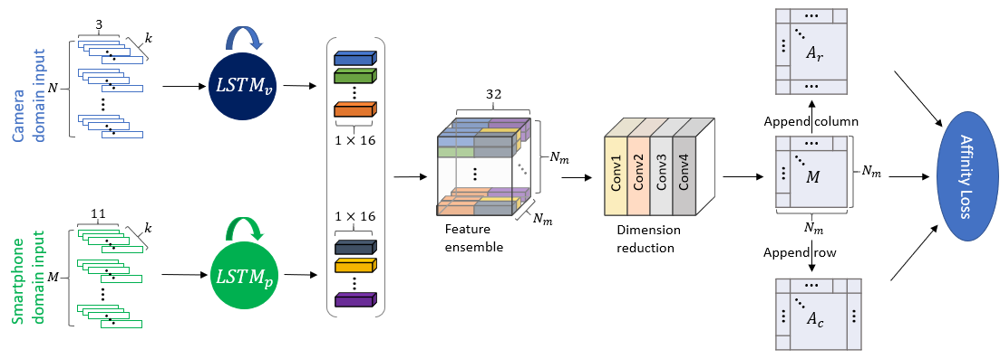 Camera
domain input
3
k
N
LSTM_v
1 × 16
Smartphone
domain input
11
k
M
LSTM_p
1 × 16
32
N_m
N_m
Feature
ensemble
Conv1
Conv2
Conv3
Conv4
Dimension
reduction
A_r
Append column
M
N_m
N_m
Append row
A_c
Affinity Loss